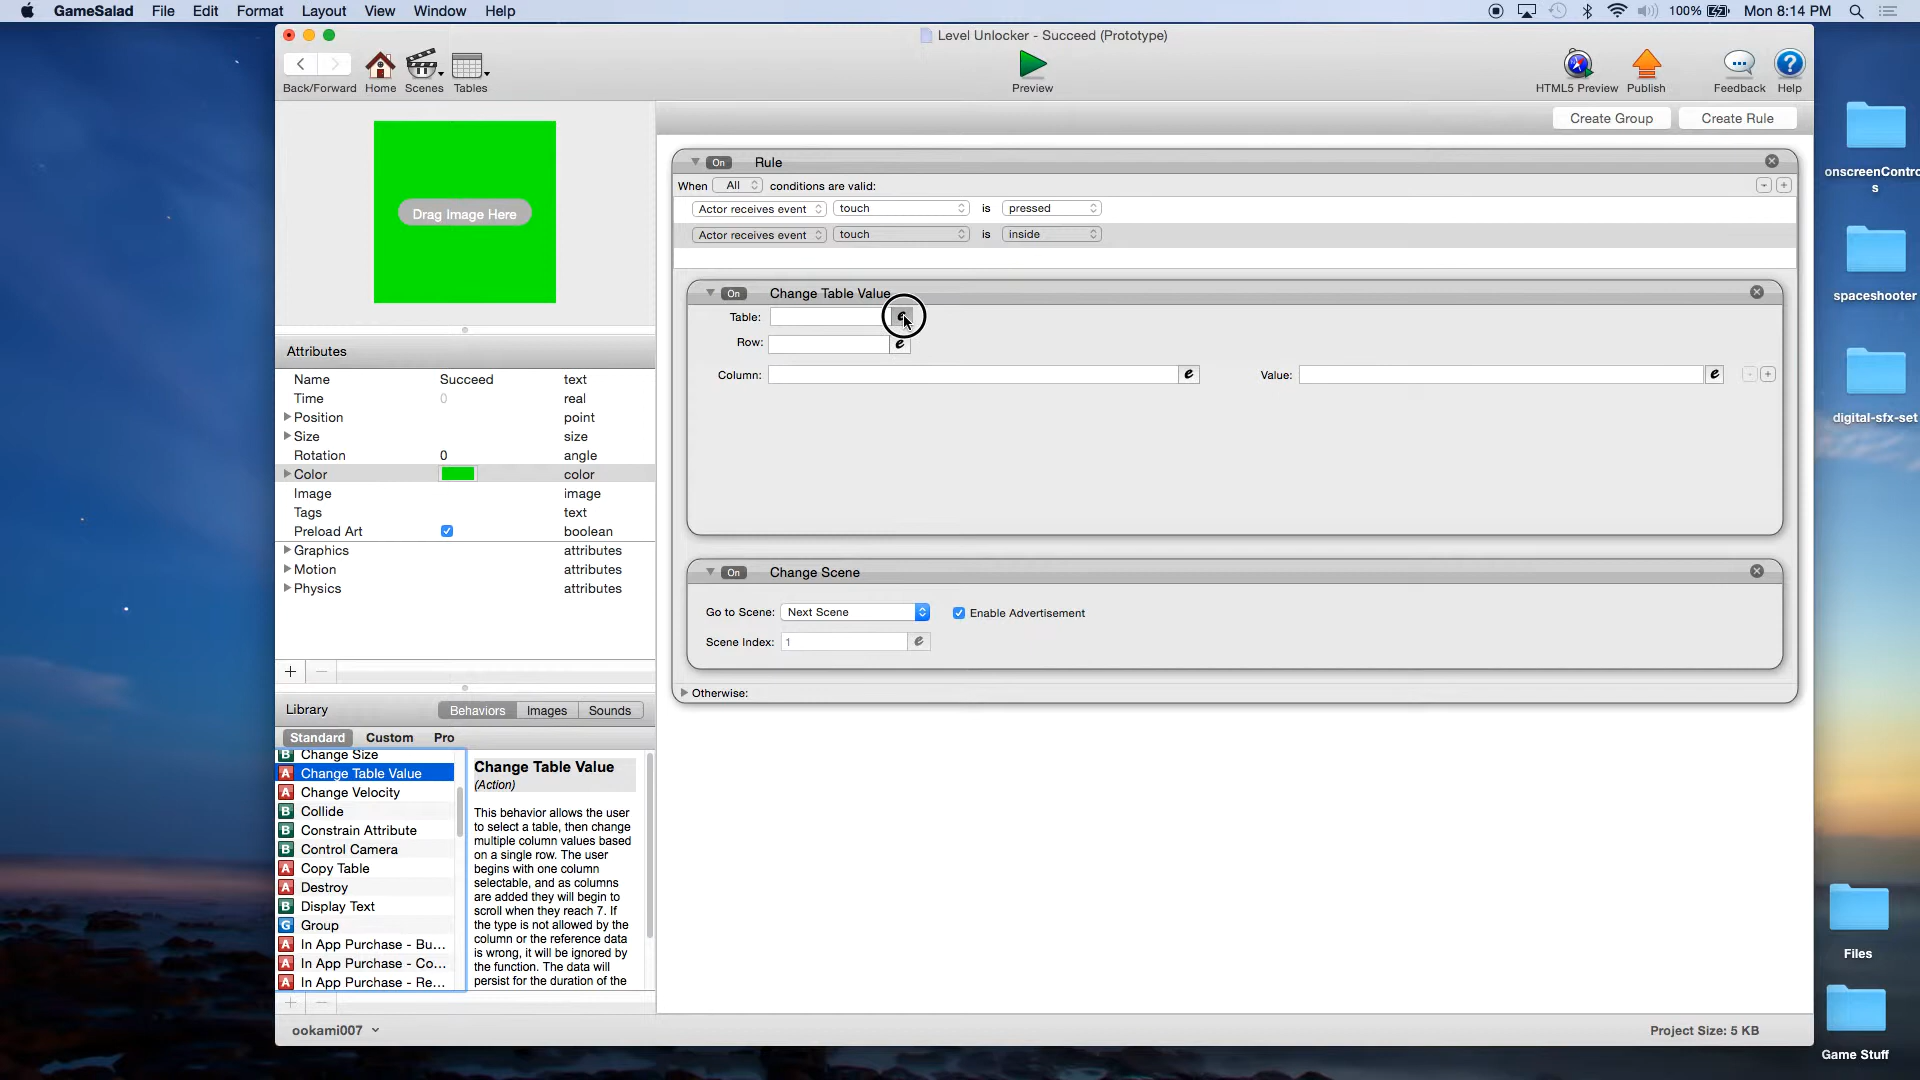 GameSalad File Edit Format Layout View Window Help
100% Mon 8:14 PM
Level Unlocker - Succeed (Prototype)
Back/Forward Home Scenes Tables
Preview
HTML5 Preview Publish Feedback Help
Create Group Create Rule
Drag Image Here
On Rule
When All conditions are valid:
Actor receives event touch is pressed
Actor receives event touch is inside
On Change Table Value
Table:
Row:
Column: Value:
On Change Scene
Go to Scene: Next Scene Enable Advertisement
Scene Index: 1
Otherwise:
Attributes
Name Succeed text
Time 0 real
Position point
Size size
Rotation 0 angle
Color color
Image image
Tags text
Preload Art boolean
Graphics attributes
Motion attributes
Physics attributes
Library Behaviors Images Sounds
Standard Custom Pro
B Change Size
A Change Table Value
A Change Velocity
B Collide
B Constrain Attribute
B Control Camera
A Copy Table
A Destroy
B Display Text
G Group
A In App Purchase - Bu...
A In App Purchase - Co...
A In App Purchase - Re...
Change Table Value
(Action)
This behavior allows the user
to select a table, then change
multiple column values based
on a single row. The user
begins with one column
selectable, and as columns
are added they will begin to
scroll when they reach 7. If
the type is not allowed by the
column or the reference data
is wrong, it will be ignored by
the function. The data will
persist for the duration of the
ookami007
Project Size: 5 KB
onscreenContro
s
spaceshooter
digital-sfx-set
Files
Game Stuff